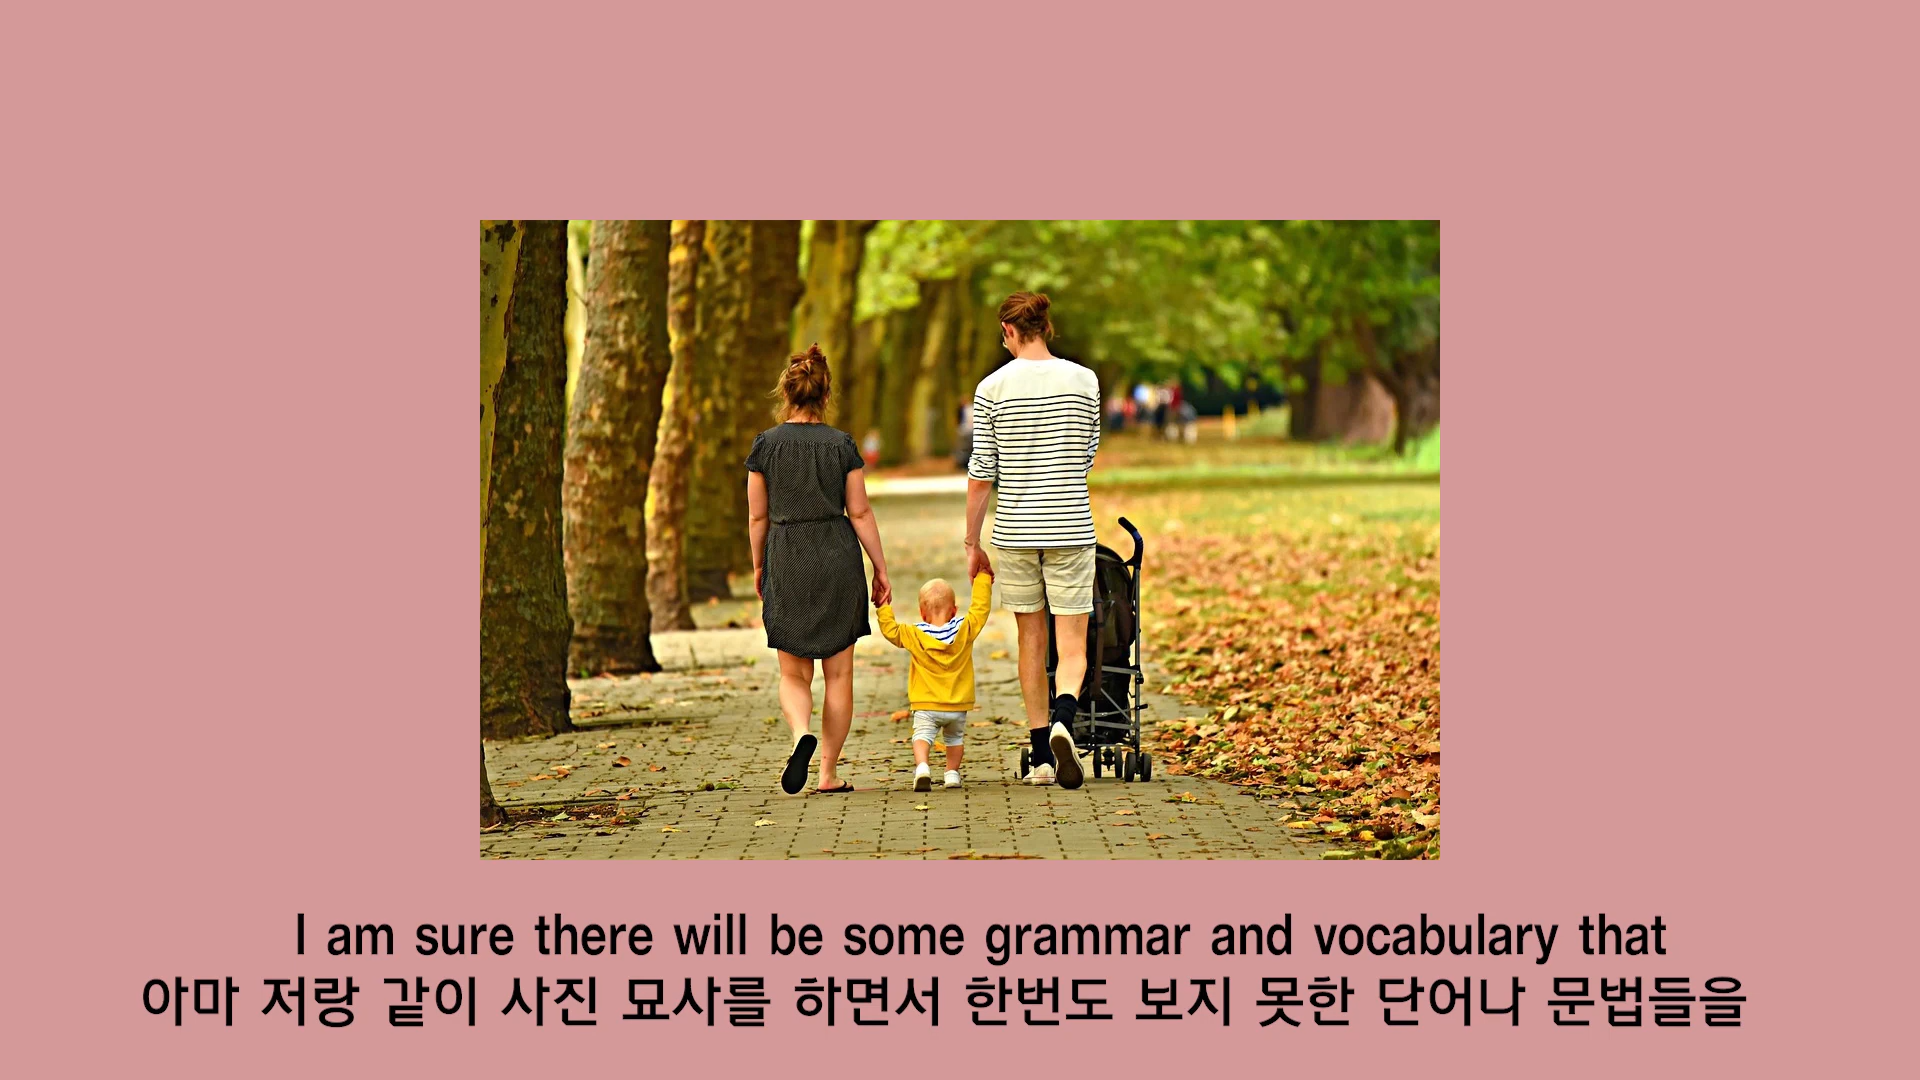 I am sure there will be some grammar and vocabulary that
아마 저랑 같이 사진 묘사를 하면서 한번도 보지 못한 단어나 문법들을